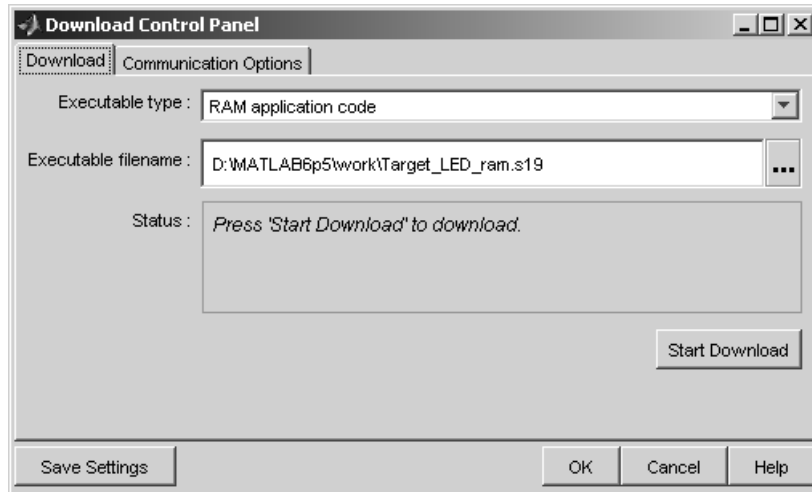 Download Control Panel
Download Communication Options
Executable type : RAM application code
Executable filename : D:\MATLAB6p5\work\Target_LED_ram.s19 ...
Status : Press 'Start Download' to download.
Start Download
Save Settings OK Cancel Help